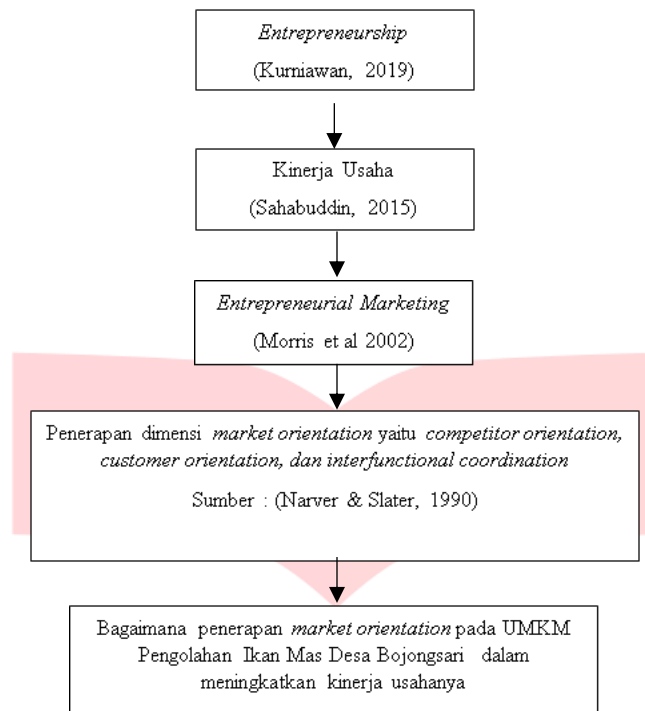 Entrepreneurship
(Kurniawan, 2019)
Kinerja Usaha
(Sahabuddin, 2015)
Entrepreneurial Marketing
(Morris et al 2002)
Penerapan dimensi market orientation yaitu competitor orientation,
customer orientation, dan interfunctional coordination
Sumber : (Narver & Slater, 1990)
Bagaimana penerapan market orientation pada UMKM
Pengolahan Ikan Mas Desa Bojongsari dalam
meningkatkan kinerja usahanya